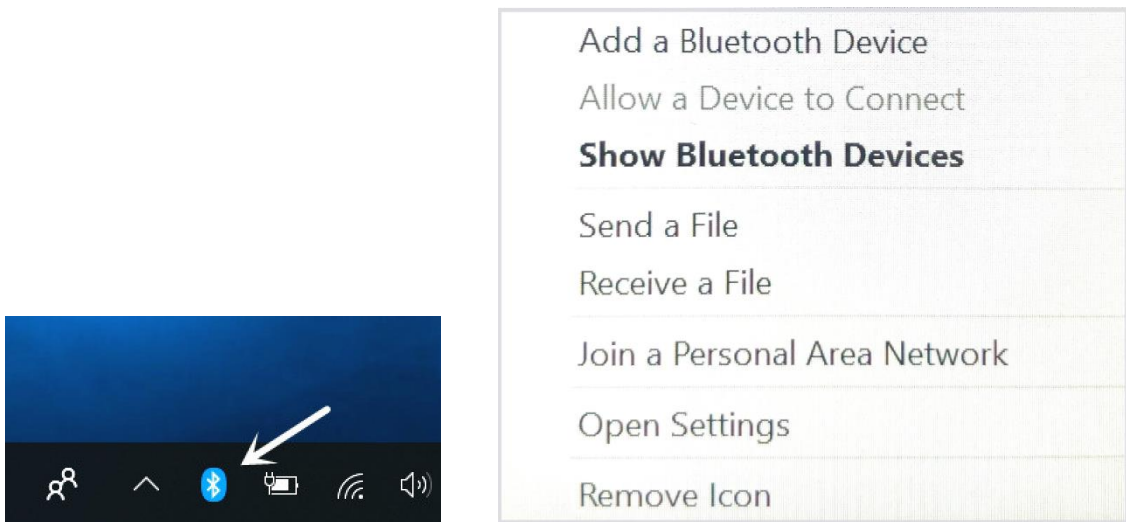 Add a Bluetooth Device
Allow a Device to Connect
Show Bluetooth Devices
Send a File
Receive a File
Join a Personal Area Network
Open Settings
Remove Icon